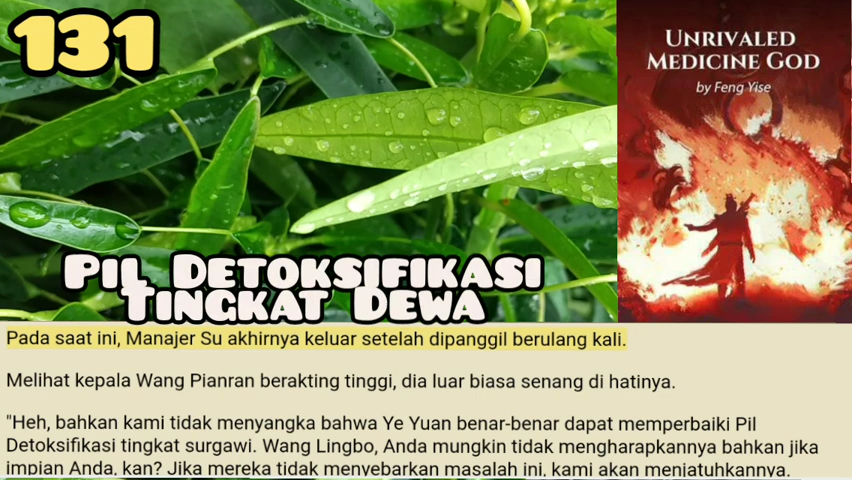 131
UNRIVALED
MEDICINE GOD
by Feng Yise
PIL DETOKSIFIKASI
TINGKAT DEWA
Pada saat ini, Manajer Su akhirnya keluar setelah dipanggil berulang kali.
Melihat kepala Wang Pianran berakting tinggi, dia luar biasa senang di hatinya.
"Heh, bahkan kami tidak menyangka bahwa Ye Yuan benar-benar dapat memperbaiki Pil
Detoksifikasi tingkat surgawi. Wang Lingbo, Anda mungkin tidak mengharapkannya bahkan jika
impian Anda, kan? Jika mereka tidak menyebarkan masalah ini, kami akan menjatuhkannya.